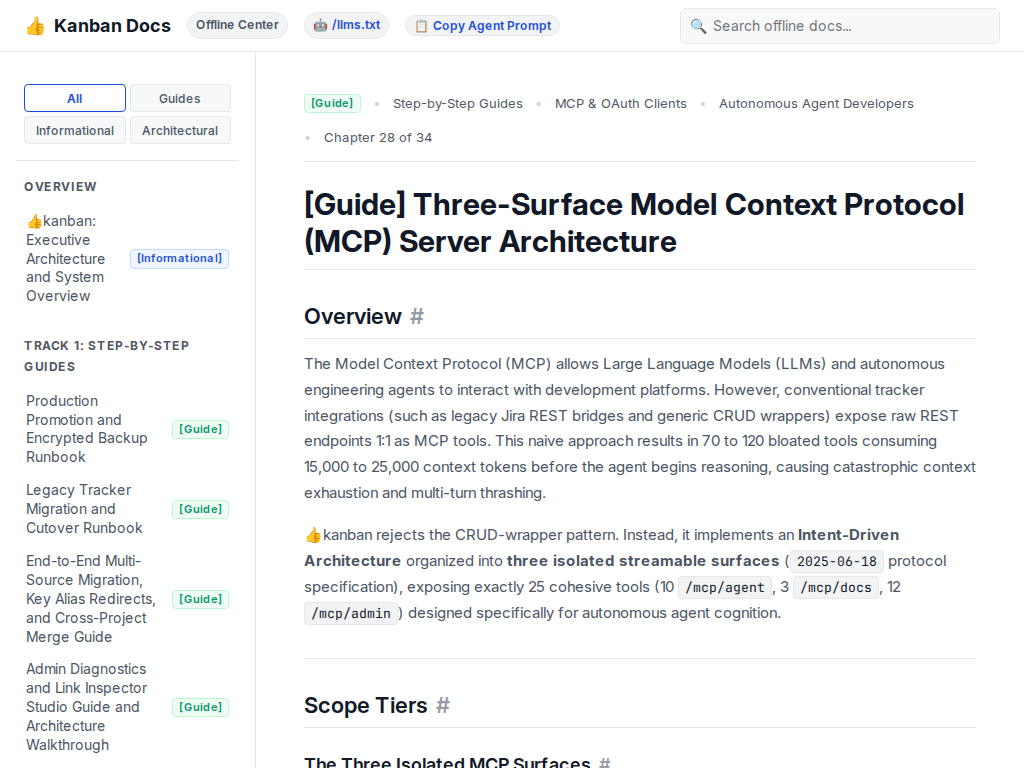 👍 Kanban Docs
Offline Center
🤖 /llms.txt
📋 Copy Agent Prompt
🔍 Search offline docs...
All
Guides
Informational
Architectural
OVERVIEW
👍kanban:
Executive
Architecture
and System
Overview
[Informational]
TRACK 1: STEP-BY-STEP
GUIDES
Production
Promotion and
Encrypted Backup
Runbook
[Guide]
Legacy Tracker
Migration and
Cutover Runbook
[Guide]
End-to-End Multi-
Source Migration,
Key Alias Redirects,
and Cross-Project
Merge Guide
[Guide]
Admin Diagnostics
and Link Inspector
Studio Guide and
Architecture
Walkthrough
[Guide]
[Guide] • Step-by-Step Guides • MCP & OAuth Clients • Autonomous Agent Developers
• Chapter 28 of 34
[Guide] Three-Surface Model Context Protocol
(MCP) Server Architecture
Overview #
The Model Context Protocol (MCP) allows Large Language Models (LLMs) and autonomous
engineering agents to interact with development platforms. However, conventional tracker
integrations (such as legacy Jira REST bridges and generic CRUD wrappers) expose raw REST
endpoints 1:1 as MCP tools. This naive approach results in 70 to 120 bloated tools consuming
15,000 to 25,000 context tokens before the agent begins reasoning, causing catastrophic context
exhaustion and multi-turn thrashing.
👍kanban rejects the CRUD-wrapper pattern. Instead, it implements an Intent-Driven
Architecture organized into three isolated streamable surfaces (2025-06-18 protocol
specification), exposing exactly 25 cohesive tools (10 /mcp/agent, 3 /mcp/docs, 12
/mcp/admin) designed specifically for autonomous agent cognition.
Scope Tiers #
The Three Isolated MCP Surfaces #